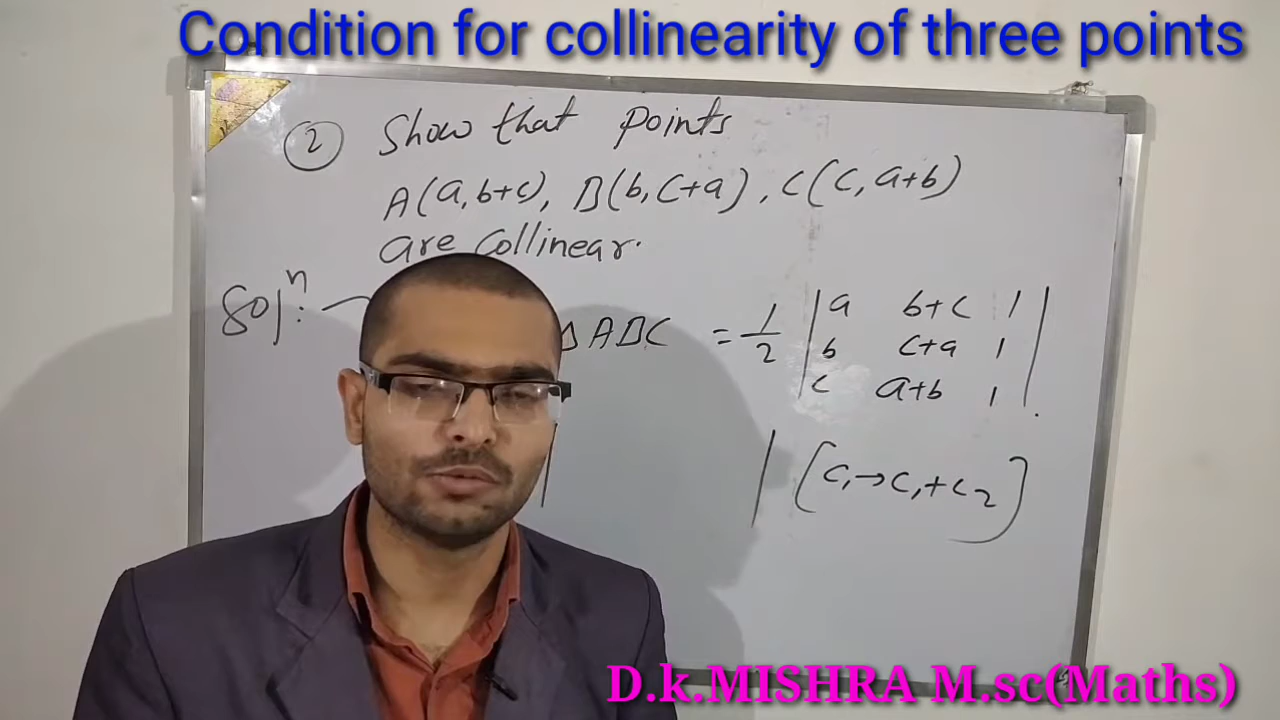 Condition for collinearity of three points
2 Show that points
A(a, b+c), B(b, c+a), C(c, a+b)
are collinear.
Solⁿ:
ΔABC = 1/2 | a b+c 1 |
b c+a 1
c a+b 1
| | (C₁→C₁+C₂)
D.k.MISHRA M.sc(Maths)